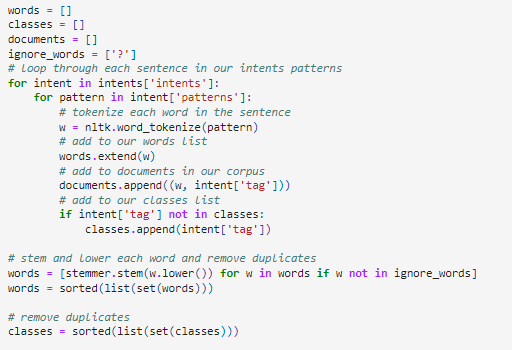 words = []
classes = []
documents = []
ignore_words = ['?']
# loop through each sentence in our intents patterns
for intent in intents['intents']:
    for pattern in intent['patterns']:
        # tokenize each word in the sentence
        w = nltk.word_tokenize(pattern)
        # add to our words list
        words.extend(w)
        # add to documents in our corpus
        documents.append((w, intent['tag']))
        # add to our classes list
        if intent['tag'] not in classes:
            classes.append(intent['tag'])

# stem and lower each word and remove duplicates
words = [stemmer.stem(w.lower()) for w in words if w not in ignore_words]
words = sorted(list(set(words)))

# remove duplicates
classes = sorted(list(set(classes)))